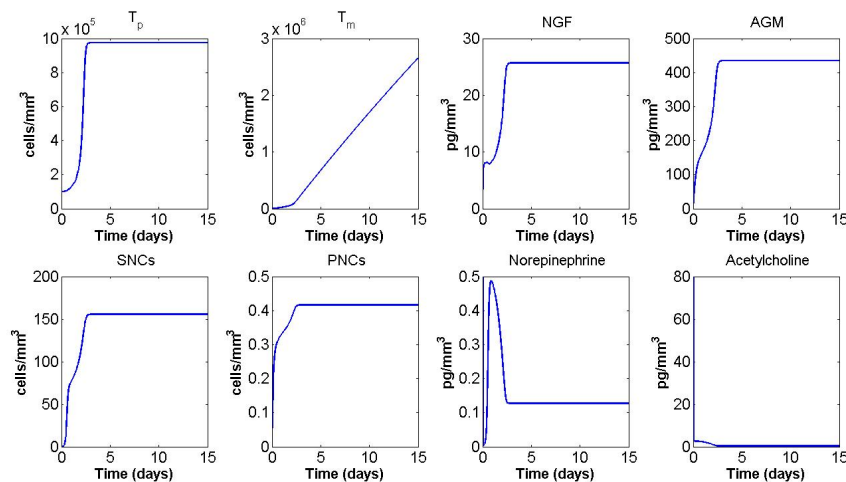 T_p
x 10^5
10
8
6
4
2
0
cells/mm^3
0 5 10 15
Time (days)
T_m
x 10^6
3
2
1
0
cells/mm^3
0 5 10 15
Time (days)
NGF
30
20
10
0
pg/mm^3
0 5 10 15
Time (days)
AGM
500
400
300
200
100
0
pg/mm^3
0 5 10 15
Time (days)
SNCs
200
150
100
50
0
cells/mm^3
0 5 10 15
Time (days)
PNCs
0.5
0.4
0.3
0.2
0.1
0
cells/mm^3
0 5 10 15
Time (days)
Norepinephrine
0.5
0.4
0.3
0.2
0.1
0
pg/mm^3
0 5 10 15
Time (days)
Acetylcholine
80
60
40
20
0
pg/mm^3
0 5 10 15
Time (days)